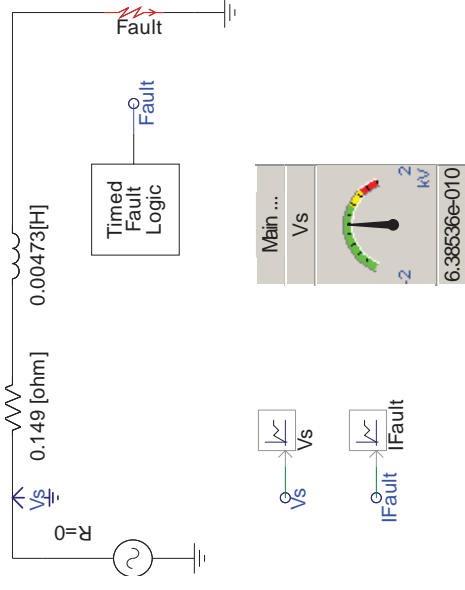 Fault
Timed
Fault
Logic
Fault
0.00473[H]
0.149 [ohm]
Vs
R=0
Main ...
Vs
-2
2
kV
6.38536e-010
Vs
Vs
IFault
IFault